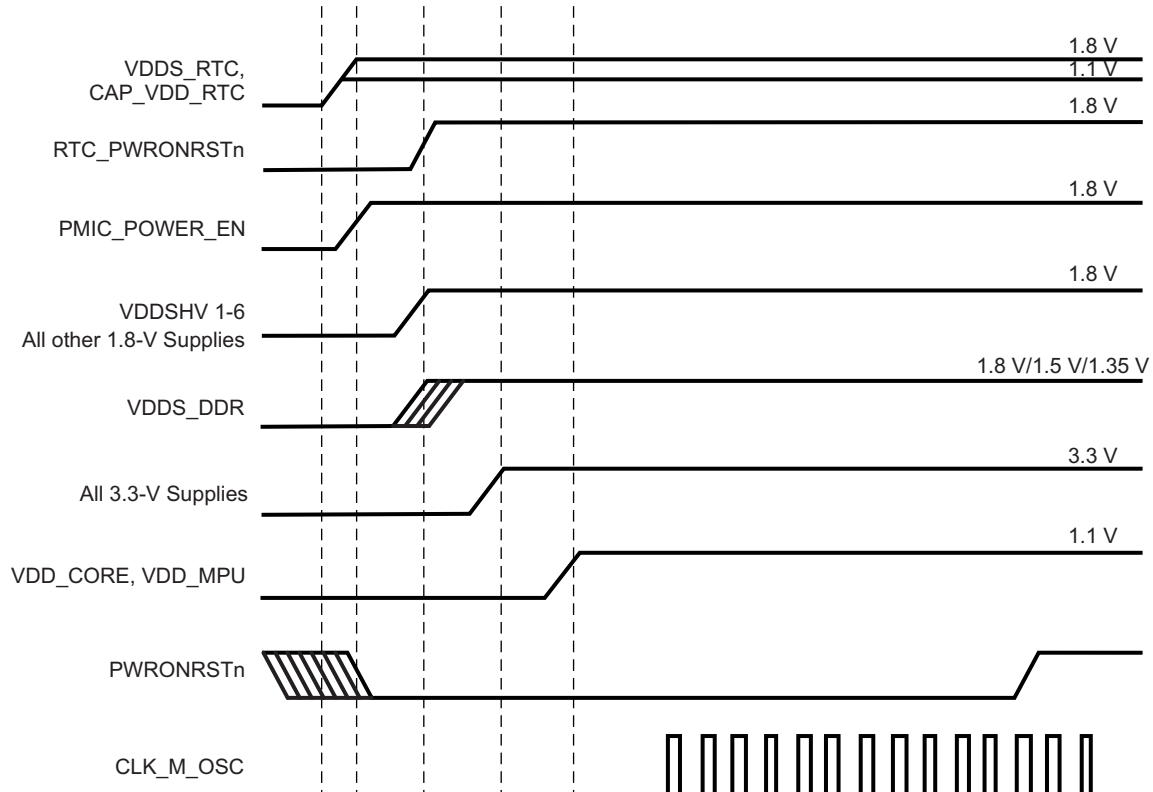 1.8 V
VDDS_RTC,
CAP_VDD_RTC
1.1 V
1.8 V
RTC_PWRONRSTn
1.8 V
PMIC_POWER_EN
1.8 V
VDDSHV 1-6
All other 1.8-V Supplies
1.8 V/1.5 V/1.35 V
VDDS_DDR
3.3 V
All 3.3-V Supplies
1.1 V
VDD_CORE, VDD_MPU
PWRONRSTn
CLK_M_OSC